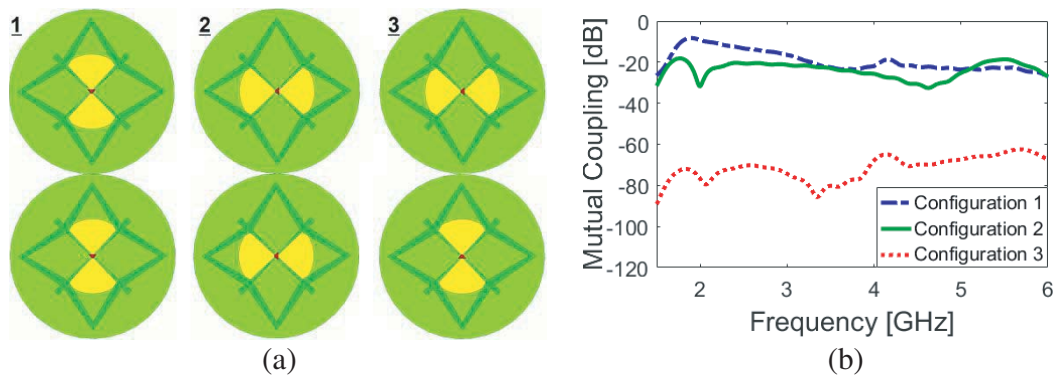 1
2
3
(a)
Mutual Coupling [dB]
0
-20
-40
-60
-80
-100
-120
2
3
4
5
6
Frequency [GHz]
Configuration 1
Configuration 2
Configuration 3
(b)